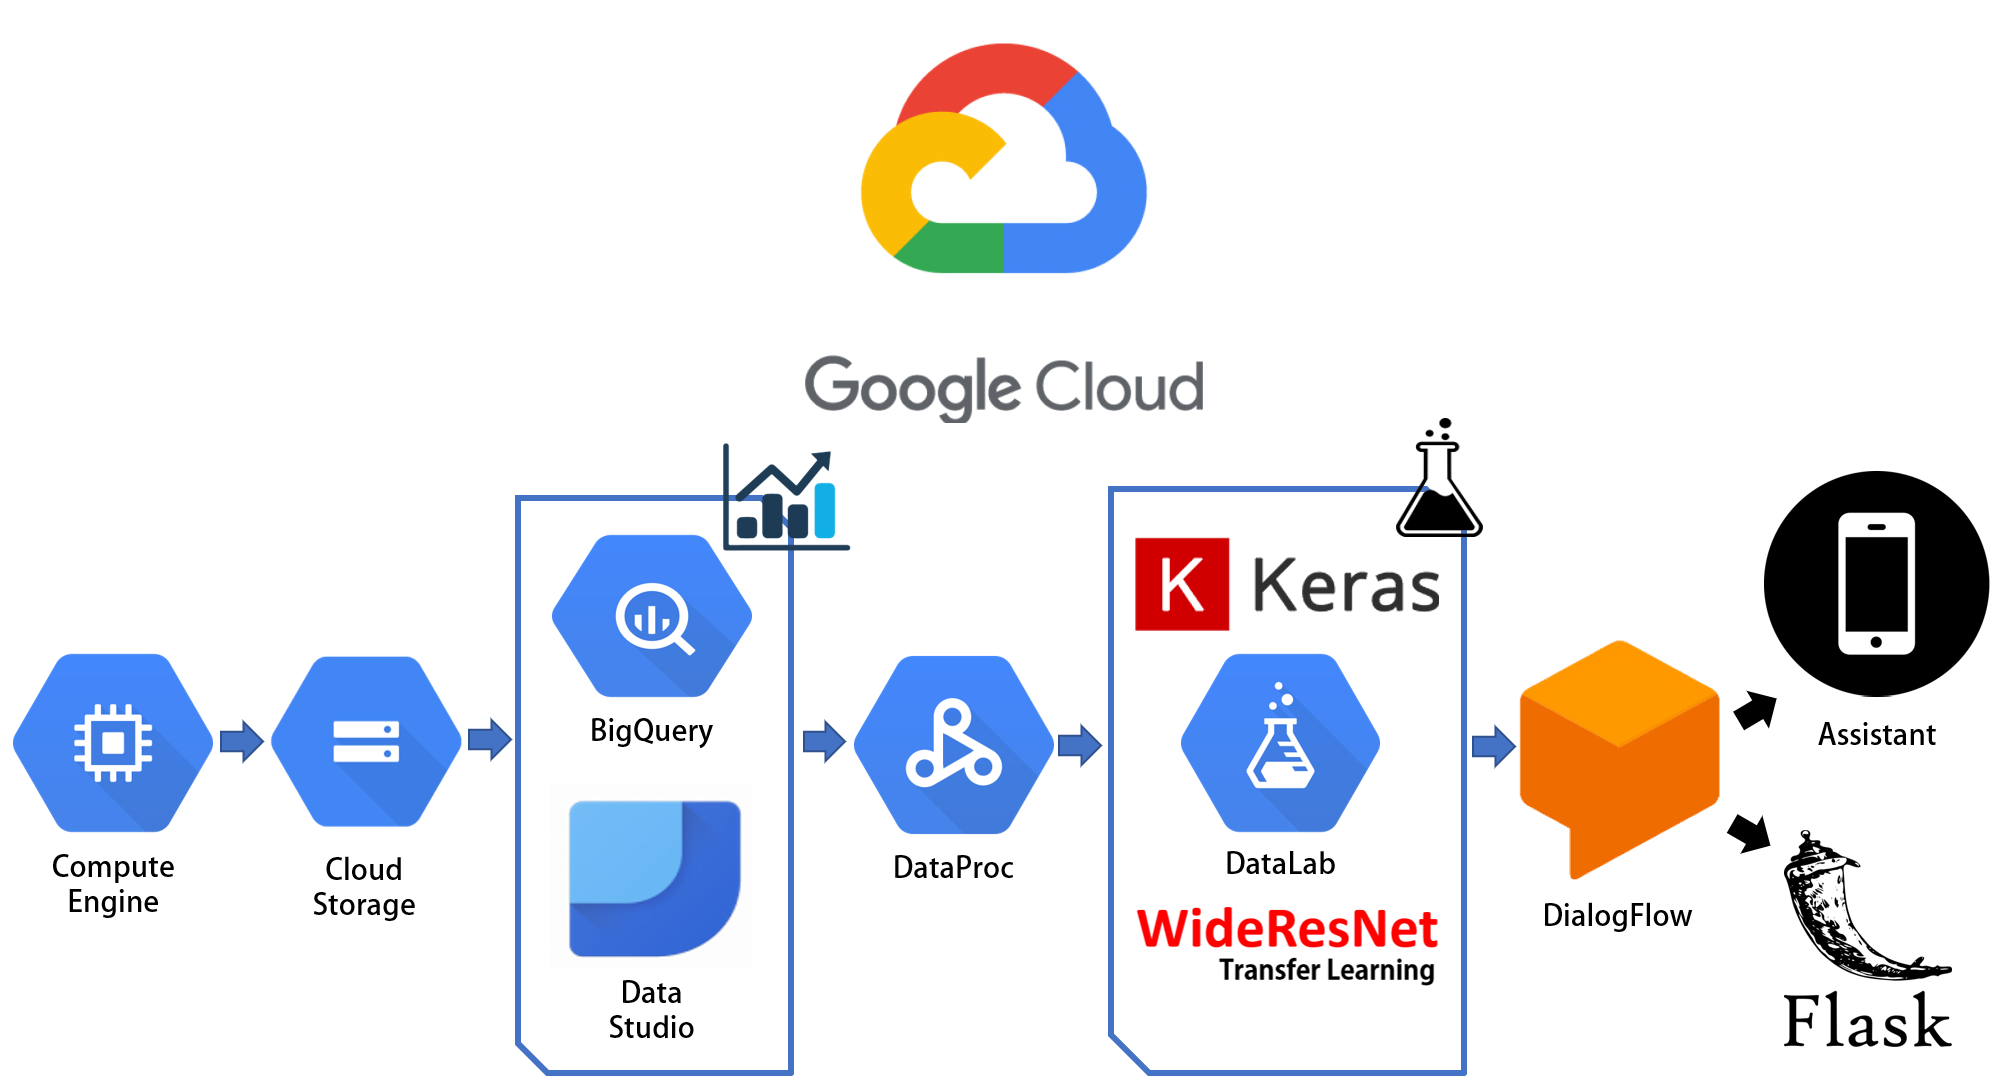 Google Cloud
Compute
Engine
Cloud
Storage
BigQuery
Data
Studio
DataProc
K Keras
DataLab
WideResNet
Transfer Learning
DialogFlow
Assistant
Flask